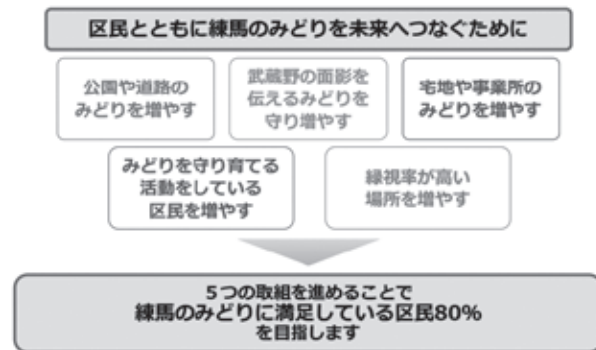 区民とともに練馬のみどりを未来へつなぐために
公園や道路の
みどりを増やす
武蔵野の面影を
伝えるみどりを
守り増やす
宅地や事業所の
みどりを増やす
みどりを守り育てる
活動をしている
区民を増やす
緑視率が高い
場所を増やす
5つの取組を進めることで
練馬のみどりに満足している区民80%
を目指します